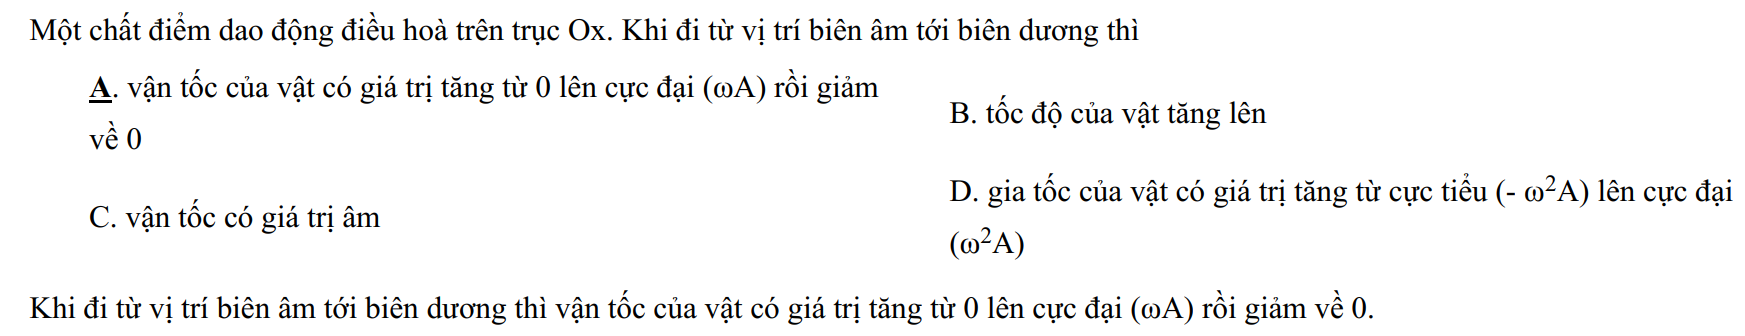 Một chất điểm dao động điều hoà trên trục Ox. Khi đi từ vị trí biên âm tới biên dương thì
A. vận tốc của vật có giá trị tăng từ 0 lên cực đại (ωA) rồi giảm
về 0
B. tốc độ của vật tăng lên
C. vận tốc có giá trị âm
D. gia tốc của vật có giá trị tăng từ cực tiểu (- ω²A) lên cực đại
(ω²A)
Khi đi từ vị trí biên âm tới biên dương thì vận tốc của vật có giá trị tăng từ 0 lên cực đại (ωA) rồi giảm về 0.